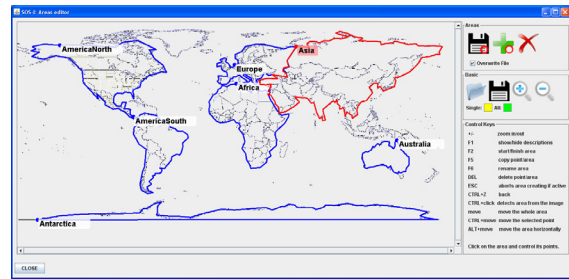 SOS-2: Areas editor
AmericaNorth
Asia
Europe
Africa
AmericaSouth
Australia
Antarctica
Areas
Overwrite File
Basic
Single: All:
Control Keys
+/- zoom in/out
F1 show/hide descriptions
F2 start/finish area
F5 copy point/area
F6 rename area
DEL delete point/area
ESC aborts area creating if active
CTRL+Z back
CTRL+click detects area from the image
move move the whole area
CTRL+move move the selected point
ALT+move move the area horizontally
Click on the area and control its points.
CLOSE